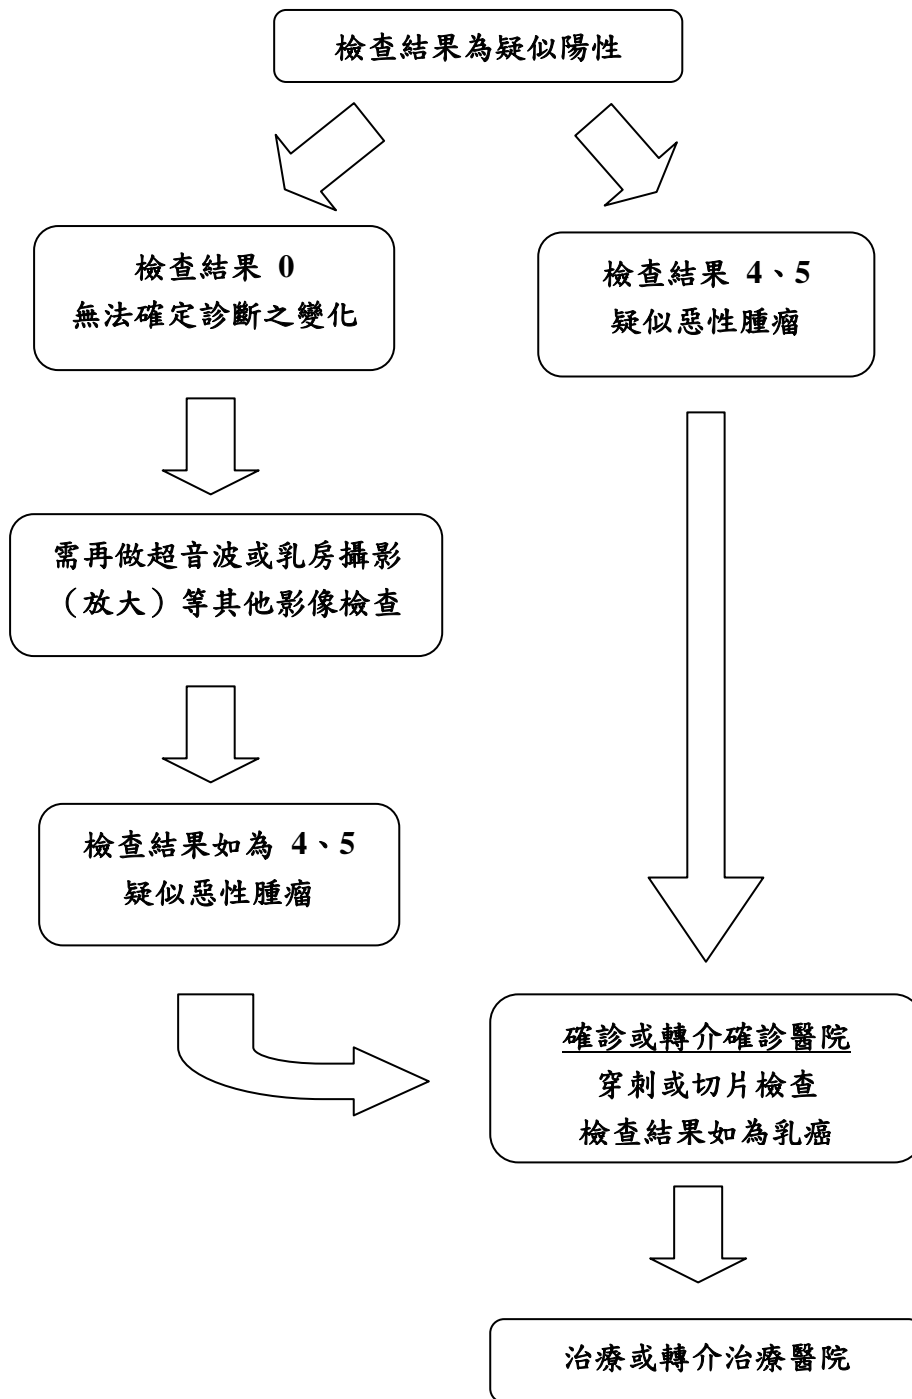 檢查結果為疑似陽性
檢查結果 0
無法確定診斷之變化
檢查結果 4、5
疑似惡性腫瘤
需再做超音波或乳房攝影
（放大）等其他影像檢查
檢查結果如為 4、5
疑似惡性腫瘤
確診或轉介確診醫院
穿刺或切片檢查
檢查結果如為乳癌
治療或轉介治療醫院